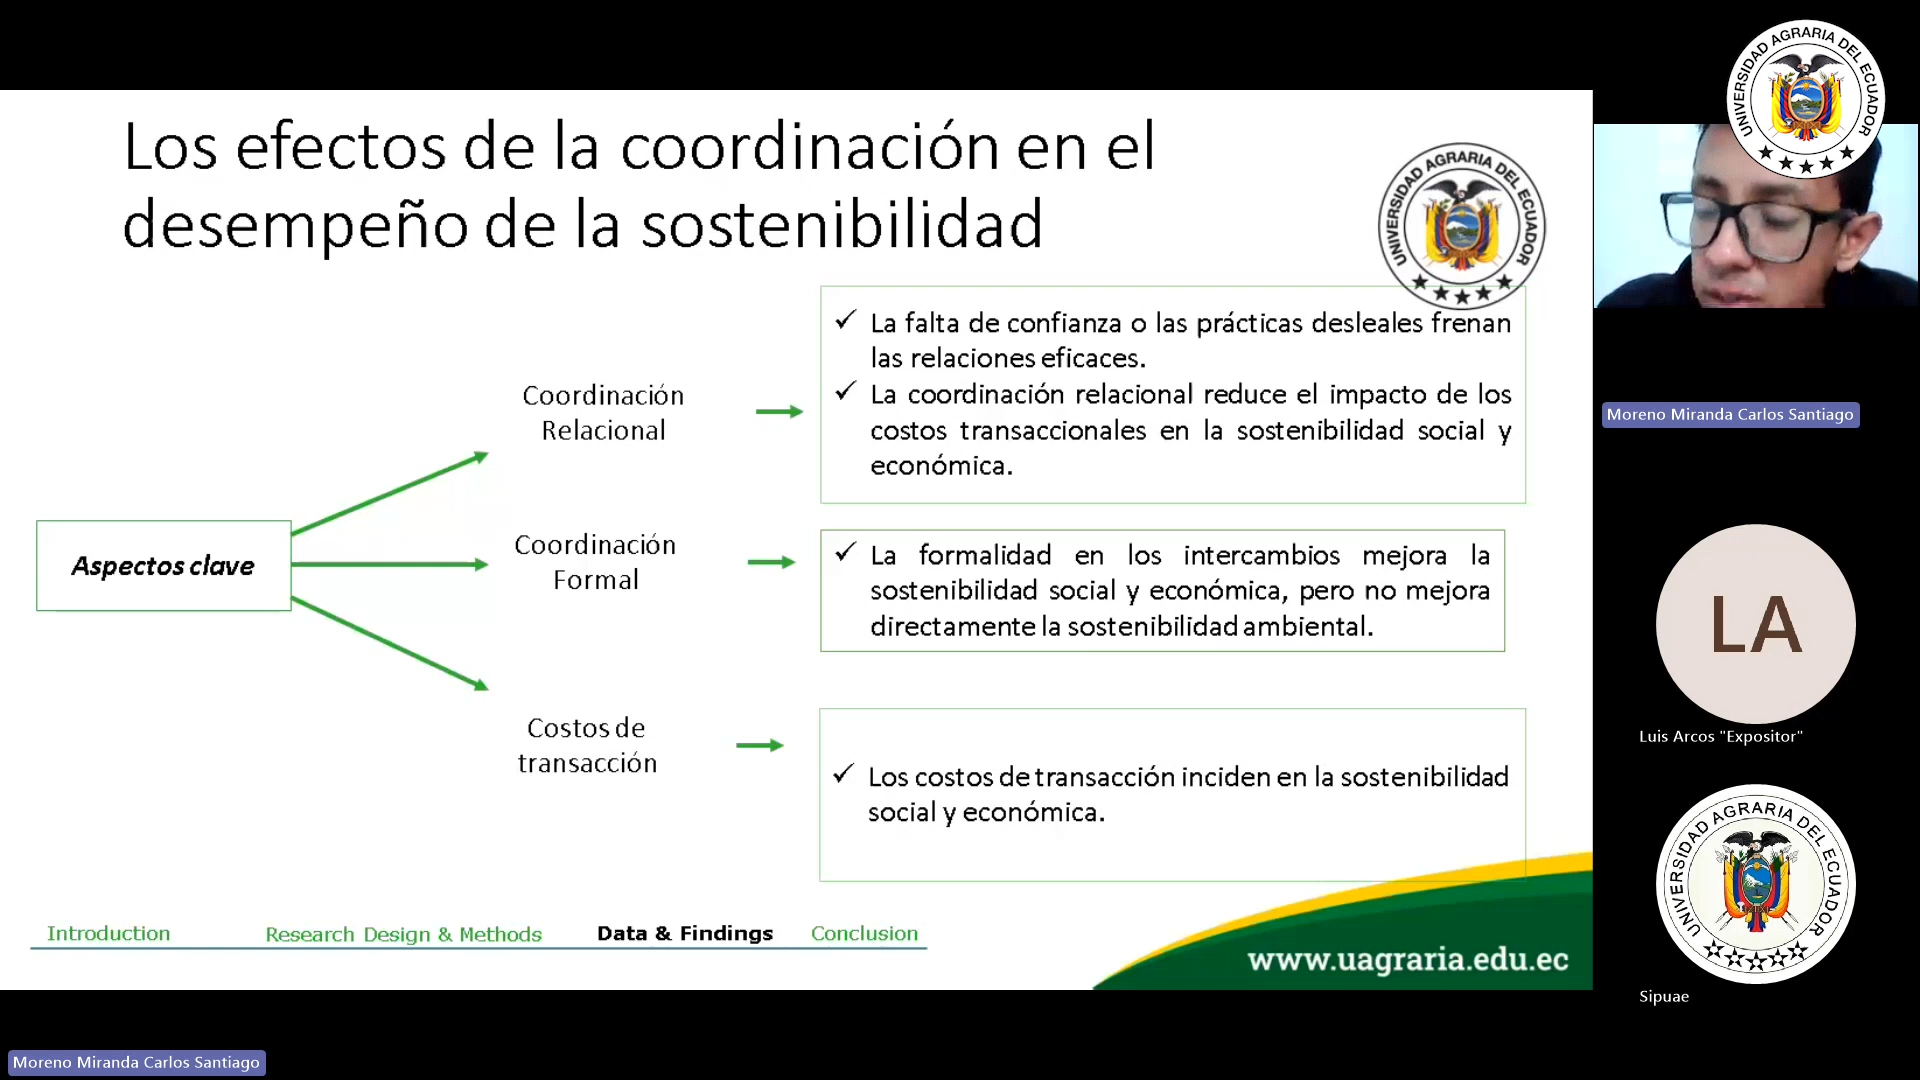 Los efectos de la coordinación en el
desempeño de la sostenibilidad
UNIVERSIDAD AGRARIA DEL ECUADOR
Aspectos clave
Coordinación
Relacional
La falta de confianza o las prácticas desleales frenan
las relaciones eficaces.
La coordinación relacional reduce el impacto de los
costos transaccionales en la sostenibilidad social y
económica.
Coordinación
Formal
La formalidad en los intercambios mejora la
sostenibilidad social y económica, pero no mejora
directamente la sostenibilidad ambiental.
Costos de
transacción
Los costos de transacción inciden en la sostenibilidad
social y económica.
Introduction
Research Design & Methods
Data & Findings
Conclusion
www.uagraria.edu.ec
UNIVERSIDAD AGRARIA DEL ECUADOR
Moreno Miranda Carlos Santiago
LA
Luis Arcos "Expositor"
UNIVERSIDAD AGRARIA DEL ECUADOR
Sipuae
Moreno Miranda Carlos Santiago